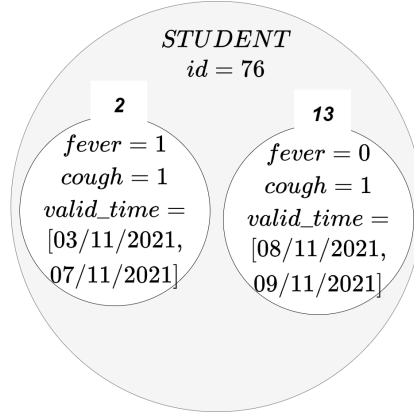 STUDENT
id = 76
2
fever = 1
cough = 1
valid_time =
[03/11/2021,
07/11/2021]
13
fever = 0
cough = 1
valid_time =
[08/11/2021,
09/11/2021]